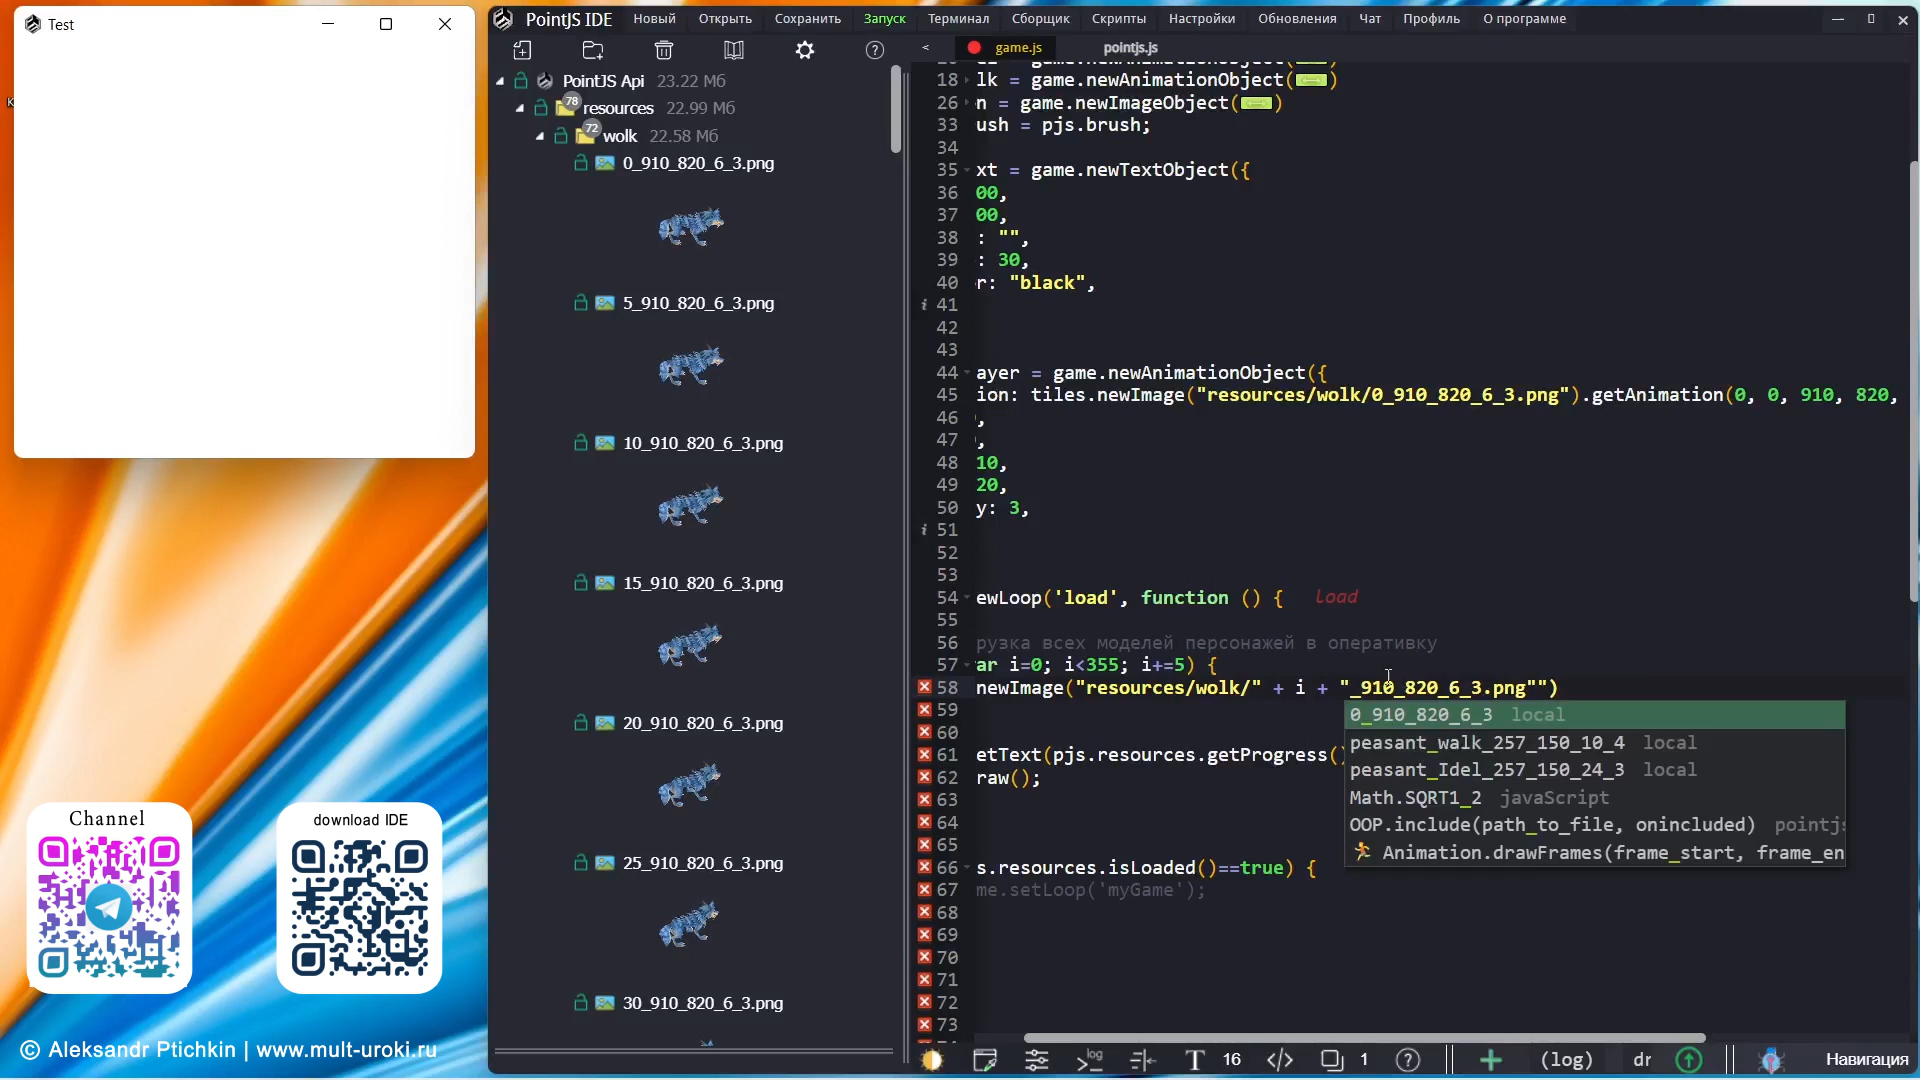 Test
K
Channel
download IDE
© Aleksandr Ptichkin | www.mult-uroki.ru
PointJS IDE Новый Открыть Сохранить Запуск Терминал Сборщик Скрипты Настройки Обновления Чат Профиль О программе
< game.js pointjs.js
PointJS Api 23.22 Мб
78 resources 22.99 Мб
72 wolk 22.58 Мб
0_910_820_6_3.png
5_910_820_6_3.png
10_910_820_6_3.png
15_910_820_6_3.png
20_910_820_6_3.png
25_910_820_6_3.png
30_910_820_6_3.png
18 lk = game.newAnimationObject( )
26 n = game.newImageObject( )
33 ush = pjs.brush;
34
35 xt = game.newTextObject({
36 00,
37 00,
38 : "",
39 : 30,
40 r: "black",
41
42
43
44 ayer = game.newAnimationObject({
45 ion: tiles.newImage("resources/wolk/0_910_820_6_3.png").getAnimation(0, 0, 910, 820,
46 ,
47 ,
48 10,
49 20,
50 y: 3,
51
52
53
54 ewLoop('load', function () { load
55
56 рузка всех моделей персонажей в оперативку
57 ar i=0; i<355; i+=5) {
58 newImage("resources/wolk/" + i + "_910_820_6_3.png"")
59
60
61 etText(pjs.resources.getProgress()
62 raw();
63
64
65
66 s.resources.isLoaded()==true) {
67 me.setLoop('myGame');
68
69
70
71
72
73
0_910_820_6_3 local
peasant_walk_257_150_10_4 local
peasant_Idel_257_150_24_3 local
Math.SQRT1_2 javaScript
OOP.include(path_to_file, onincluded) pointjs
Animation.drawFrames(frame_start, frame_en
log T 16 </> 1 ? + (log) dr Навигация